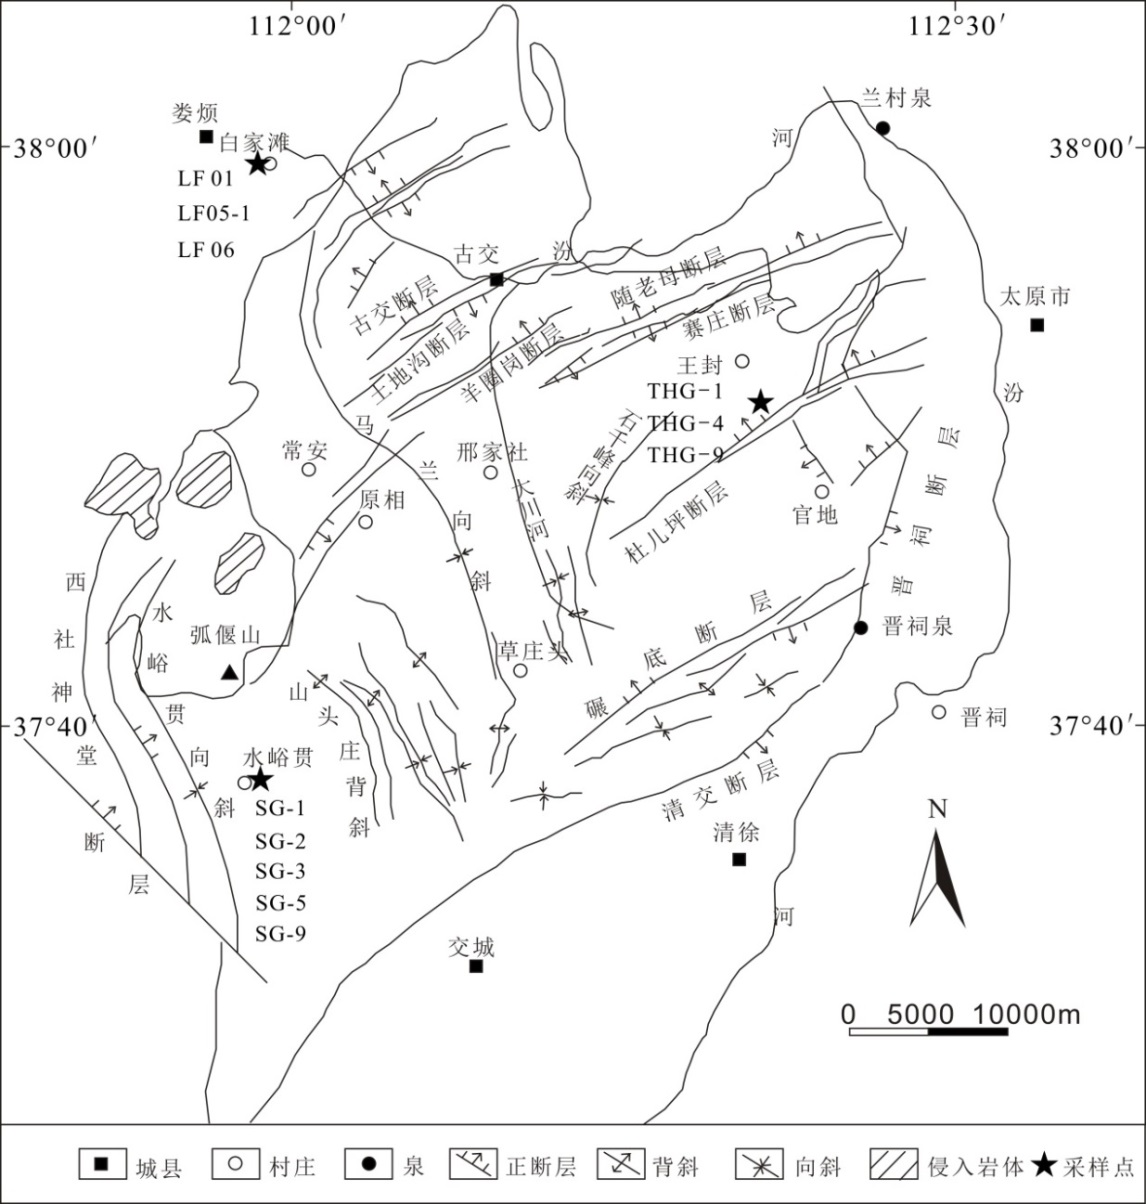 112°00′
112°30′
兰村泉
娄烦
白家滩
河
38°00′
38°00′
LF 01
LF05-1
LF 06
古交
汾
随老母断层
古交断层
太原市
赛庄断层
王地沟断层
羊圈岗断层
王封
THG-1
THG-4
THG-9
石千峰向斜
汾
马兰向斜
常安
邢家社
原相
大川河
杜儿坪断层
官地
晋祠断层
西社神堂断层
水峪贯向斜
弧偃山
草庄头
碾底断层
晋祠泉
山头庄背斜
晋祠
37°40′
37°40′
水峪贯
SG-1
SG-2
SG-3
SG-5
SG-9
清交断层
清徐
N
河
交城
0 5000 10000m
城县 村庄 泉 正断层 背斜 向斜 侵入岩体 采样点